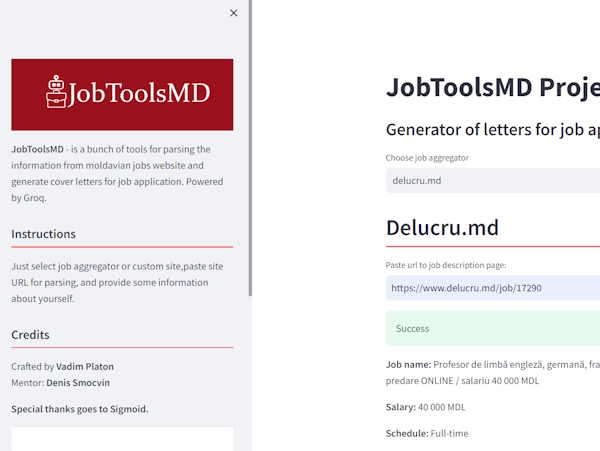 JobToolsMD
JobToolsMD - is a bunch of tools for parsing the
information from moldavian jobs website and
generate cover letters for job application. Powered
by Groq.
Instructions
Just select job aggregator or custom site,paste site
URL for parsing, and provide some information
about yourself.
Credits
Crafted by Vadim Platon
Mentor: Denis Smocvin
Special thanks goes to Sigmoid.
JobToolsMD Proje
Generator of letters for job ap
Choose job aggregator
delucru.md
Delucru.md
Paste url to job description page:
https://www.delucru.md/job/17290
Success
Job name: Profesor de limbă engleză, germană, fra
predare ONLINE / salariu 40 000 MDL
Salary: 40 000 MDL
Schedule: Full-time